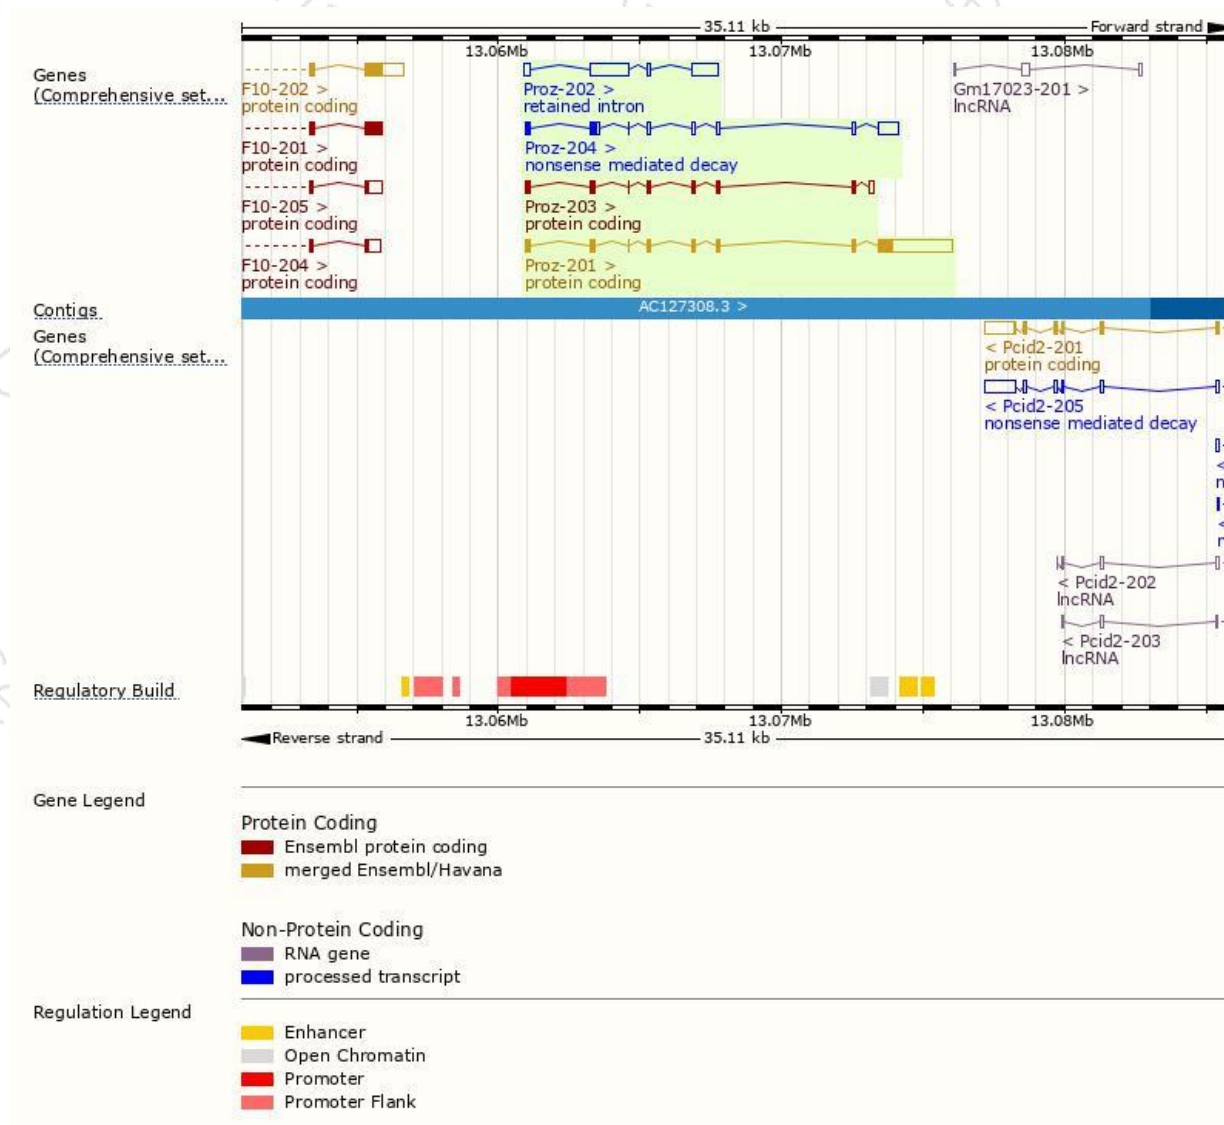 35.11 kb
Forward strand
13.06Mb 13.07Mb 13.08Mb
Genes
(Comprehensive set...
F10-202 >
protein coding
Proz-202 >
retained intron
Gm17023-201 >
lncRNA
F10-201 >
protein coding
Proz-204 >
nonsense mediated decay
F10-205 >
protein coding
Proz-203 >
protein coding
F10-204 >
protein coding
Proz-201 >
protein coding
Contigs
AC127308.3 >
Genes
(Comprehensive set...
< Pcid2-201
protein coding
< Pcid2-205
nonsense mediated decay
<
n
<
n
< Pcid2-202
lncRNA
< Pcid2-203
lncRNA
Regulatory Build
13.06Mb 13.07Mb 13.08Mb
Reverse strand
35.11 kb
Gene Legend
Protein Coding
Ensembl protein coding
merged Ensembl/Havana
Non-Protein Coding
RNA gene
processed transcript
Regulation Legend
Enhancer
Open Chromatin
Promoter
Promoter Flank